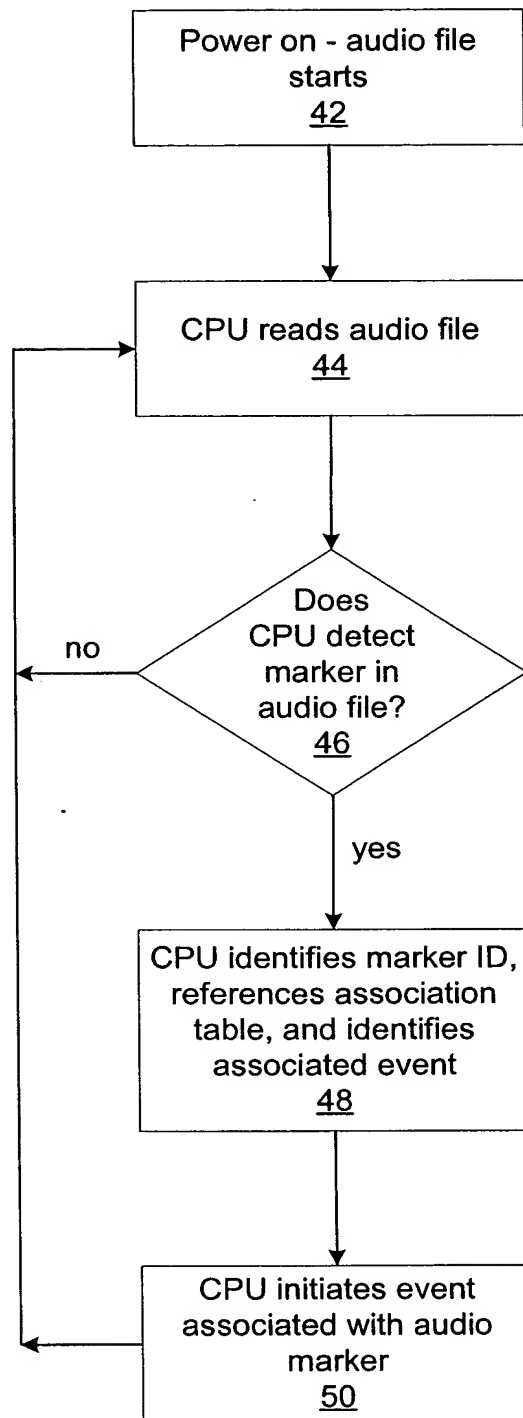 Power on - audio file
starts
42
CPU reads audio file
44
Does
CPU detect
marker in
audio file?
46
no
yes
CPU identifies marker ID,
references association
table, and identifies
associated event
48
CPU initiates event
associated with audio
marker
50